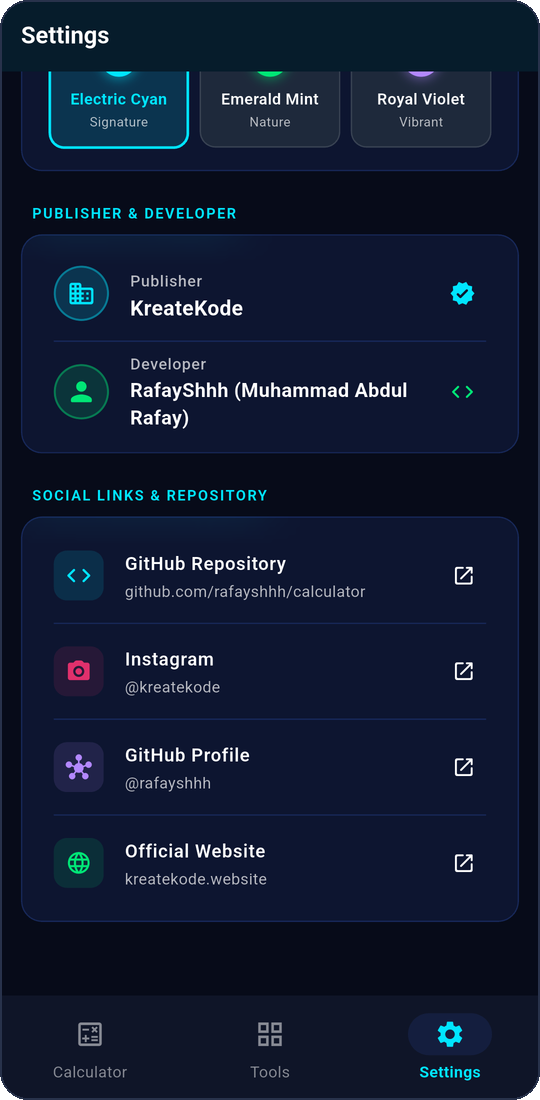 Settings
Electric Cyan
Emerald Mint
Royal Violet
Signature
Nature
Vibrant
PUBLISHER & DEVELOPER
Publisher
KreateKode
Developer
RafayShhh (Muhammad Abdul
Rafay)
SOCIAL LINKS & REPOSITORY
GitHub Repository
github.com/rafayshhh/calculator
Instagram
@kreatekode
GitHub Profile
@rafayshhh
Official Website
kreatekode.website
Calculator
Tools
Settings